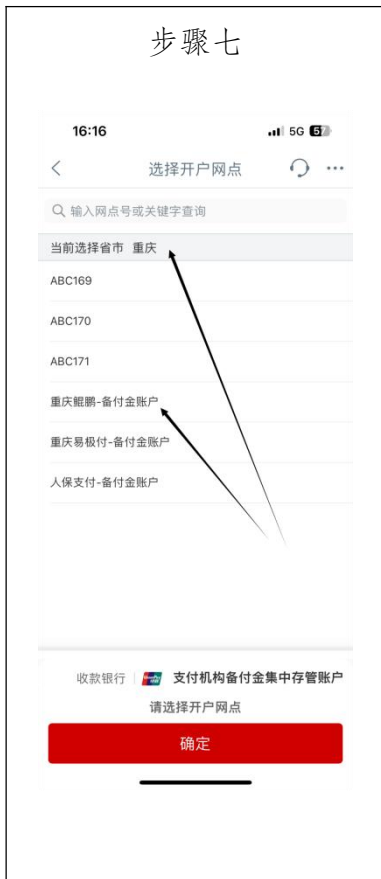 步骤七
16:16
5G 57
选择开户网点
输入网点号或关键字查询
当前选择省市 重庆
ABC169
ABC170
ABC171
重庆鲲鹏-备付金账户
重庆易极付-备付金账户
人保支付-备付金账户
收款银行 支付机构备付金集中存管账户
请选择开户网点
确定